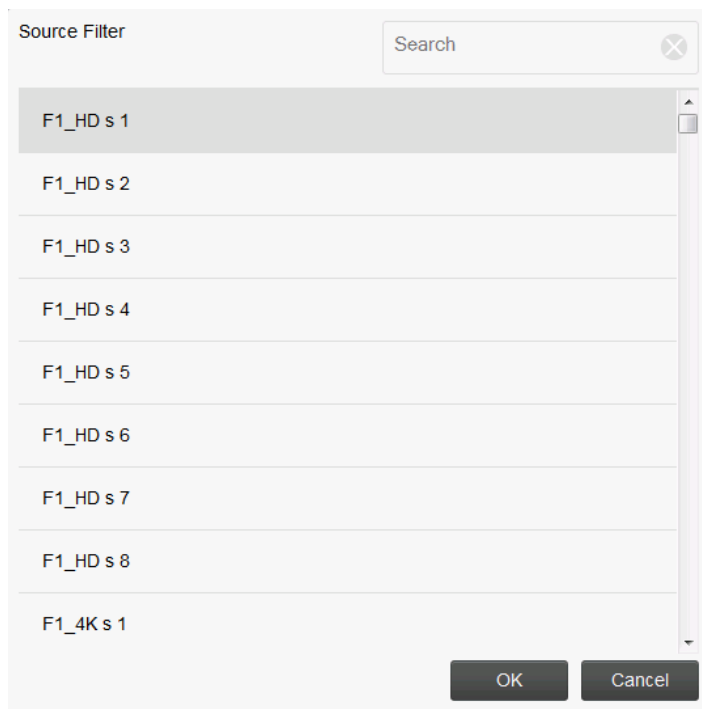 Source Filter
Search
F1_HD s 1
F1_HD s 2
F1_HD s 3
F1_HD s 4
F1_HD s 5
F1_HD s 6
F1_HD s 7
F1_HD s 8
F1_4K s 1
OK
Cancel